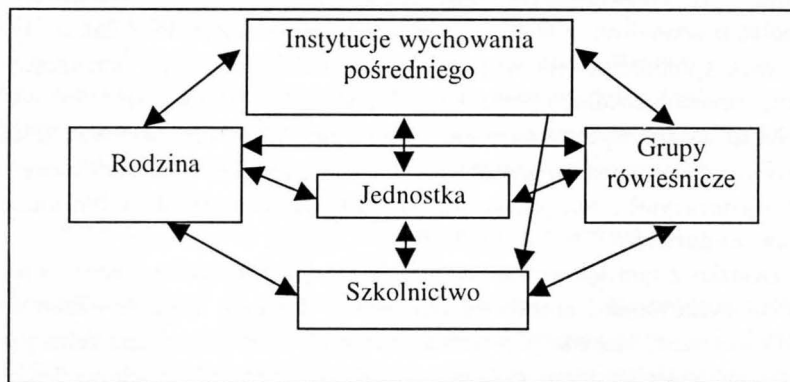 Instytucje wychowania
pośredniego
Rodzina
Grupy
rówieśnicze
Jednostka
Szkolnictwo